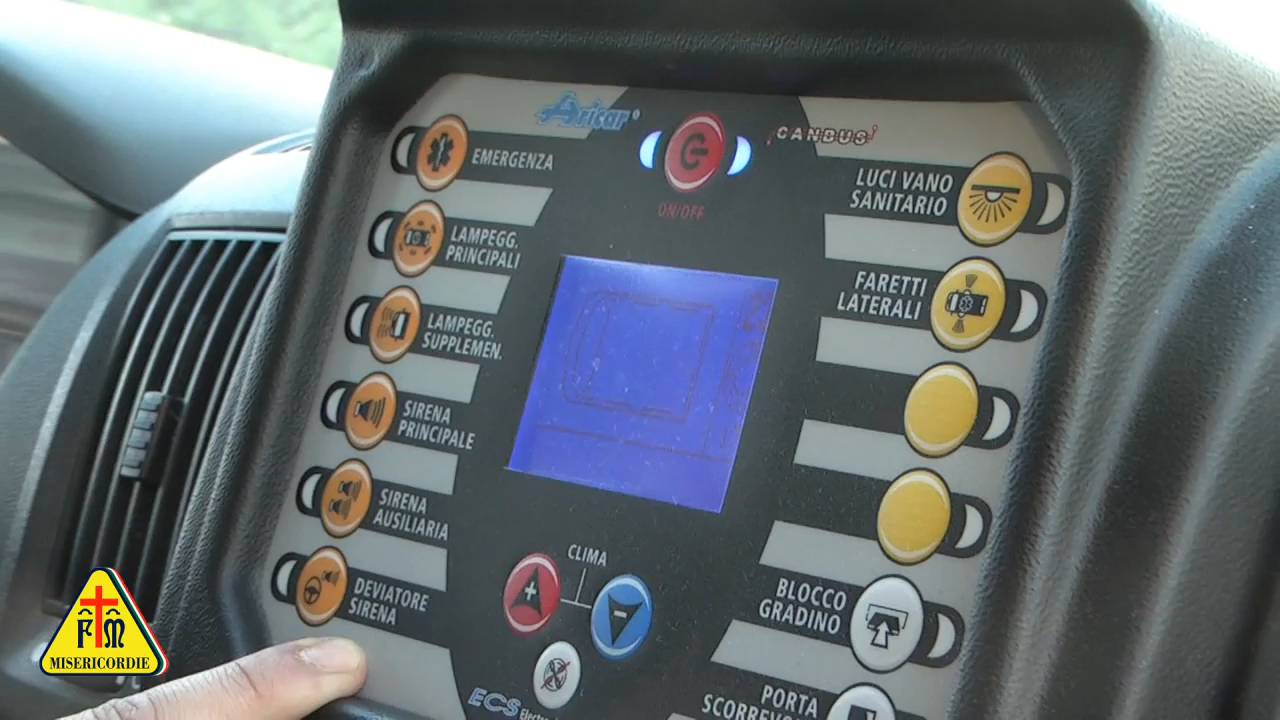 Aricar®
CANBUS
EMERGENZA
ON/OFF
LUCI VANO
SANITARIO
LAMPEGG.
PRINCIPALI
FARETTI
LATERALI
LAMPEGG.
SUPPLEMEN.
SIRENA
PRINCIPALE
SIRENA
AUSILIARIA
CLIMA
DEVIATORE
SIRENA
BLOCCO
GRADINO
ECS
PORTA
F M
MISERICORDIE